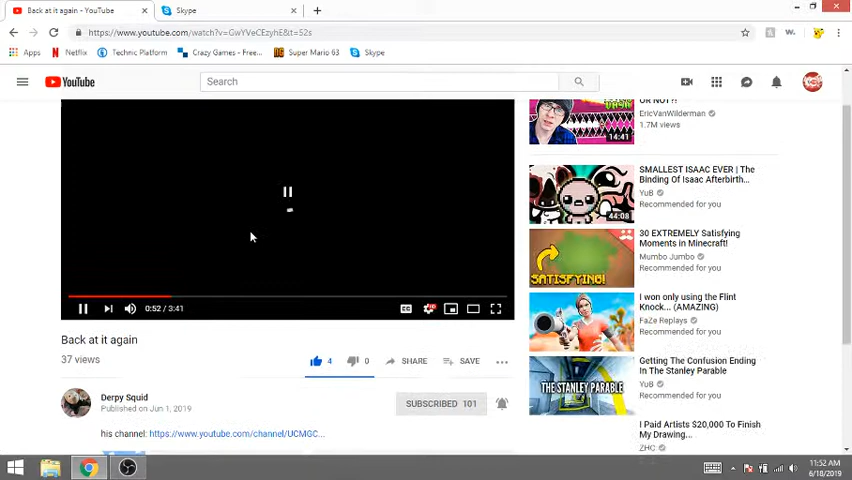 Back at it again - YouTube
Skype
https://www.youtube.com/watch?v=GwYVeCEzyhE&t=52s
Apps
Netflix
Technic Platform
Crazy Games - Free...
Super Mario 63
Skype
YouTube
Search
OR NOT?!
EricVanWilderman
1.7M views
14:41
SMALLEST ISAAC EVER | The
Binding Of Isaac Afterbirth...
YuB
Recommended for you
44:08
30 EXTREMELY Satisfying
Moments in Minecraft!
Mumbo Jumbo
Recommended for you
SATISFYING!
I won only using the Flint
Knock... (AMAZING)
FaZe Replays
Recommended for you
0:52 / 3:41
Back at it again
37 views
4
0
SHARE
SAVE
Getting The Confusion Ending
In The Stanley Parable
YuB
Recommended for you
THE STANLEY PARABLE
Derpy Squid
Published on Jun 1, 2019
SUBSCRIBED 101
his channel: https://www.youtube.com/channel/UCMGC...
I Paid Artists $20,000 To Finish
My Drawing...
ZHC
11:52 AM
6/18/2019